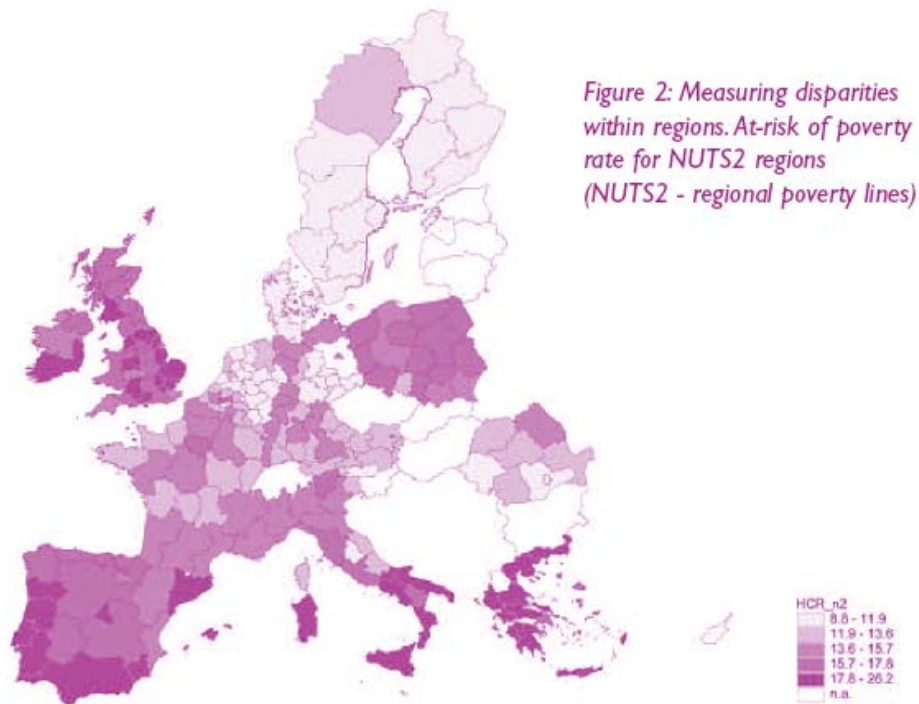 Figure 2: Measuring disparities
within regions. At-risk of poverty
rate for NUTS2 regions
(NUTS2 - regional poverty lines)
HCR_n2
8.8 - 11.9
11.9 - 13.6
13.6 - 15.7
15.7 - 17.8
17.8 - 26.2
n.a.